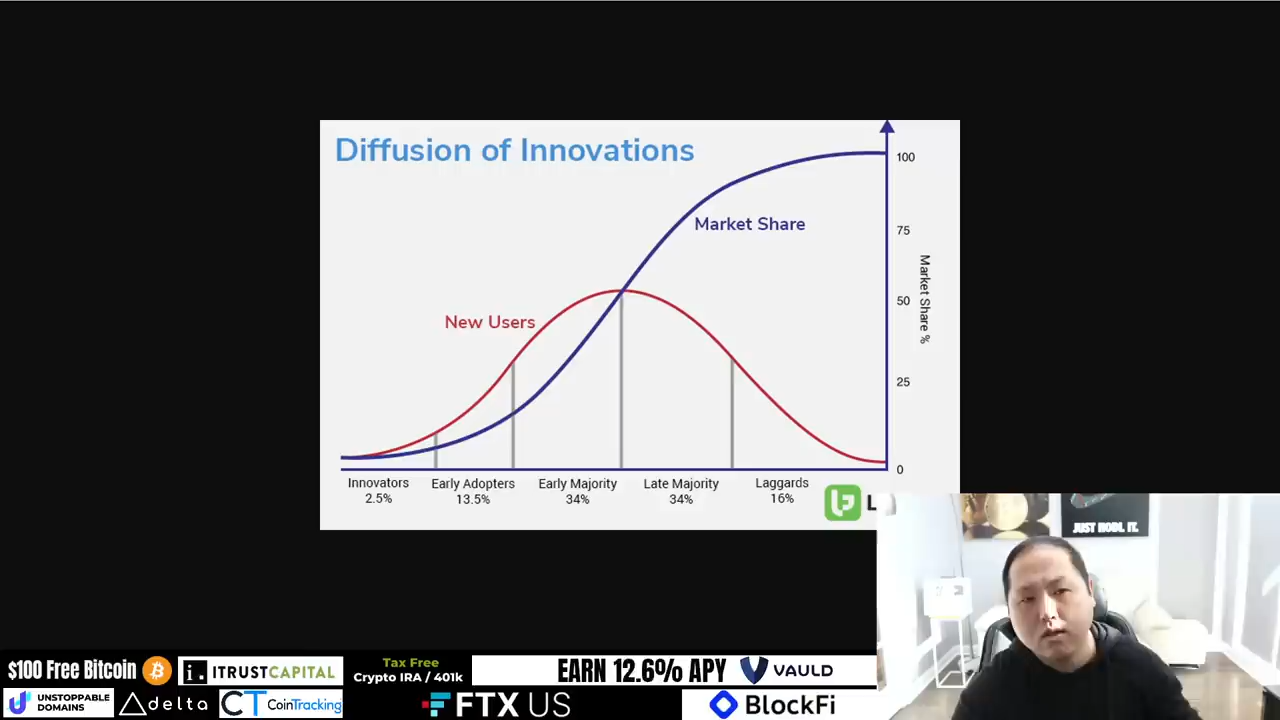 Diffusion of Innovations
100
Market Share
75
Market Share %
50
New Users
25
0
Innovators
2.5%
Early Adopters
13.5%
Early Majority
34%
Late Majority
34%
Laggards
16%
L
JUST HODL IT.
$100 Free Bitcoin
i. ITRUSTCAPITAL
Tax Free
Crypto IRA / 401k
EARN 12.6% APY
VAULD
UNSTOPPABLE
DOMAINS
delta
CT CoinTracking
FTX US
BlockFi